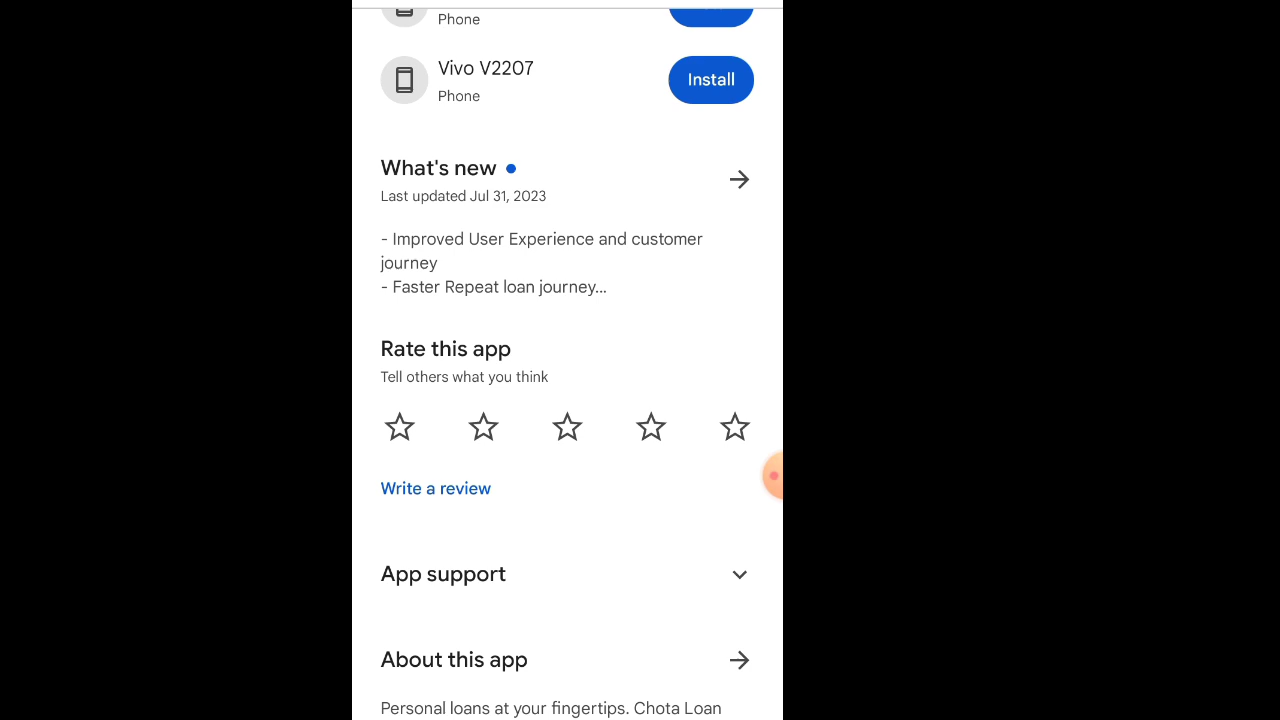 Phone
Vivo V2207
Install
Phone
What's new
Last updated Jul 31, 2023
- Improved User Experience and customer
journey
- Faster Repeat loan journey...
Rate this app
Tell others what you think
Write a review
App support
About this app
Personal loans at your fingertips. Chota Loan